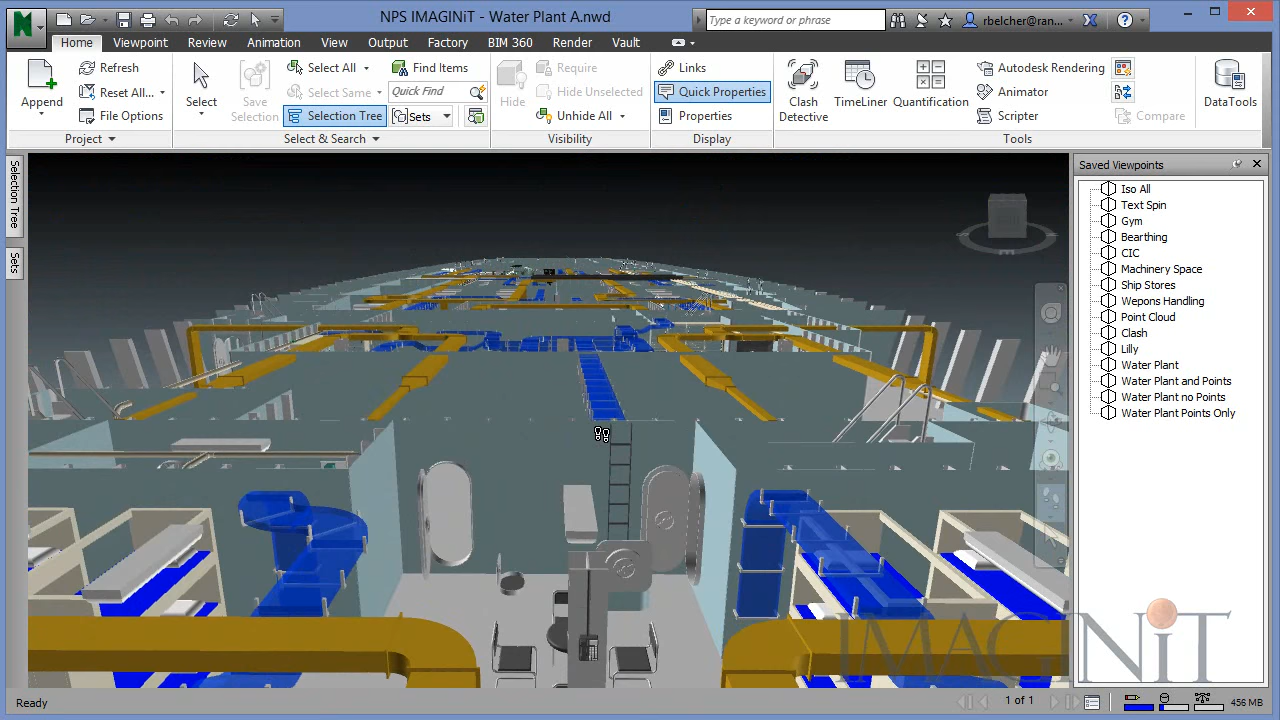 NPS IMAGINiT - Water Plant A.nwd
Type a keyword or phrase
rbelcher@ran...
Home Viewpoint Review Animation View Output Factory BIM 360 Render Vault
Append
Refresh
Reset All...
File Options
Project
Select
Save Selection
Select All
Select Same
Selection Tree
Find Items
Quick Find
Sets
Select & Search
Hide
Require
Hide Unselected
Unhide All
Visibility
Links
Quick Properties
Properties
Display
Clash Detective
TimeLiner
Quantification
Autodesk Rendering
Animator
Scripter
Compare
Tools
DataTools
Selection Tree
Sets
Saved Viewpoints
Iso All
Text Spin
Gym
Bearthing
CIC
Machinery Space
Ship Stores
Wepons Handling
Point Cloud
Clash
Lilly
Water Plant
Water Plant and Points
Water Plant no Points
Water Plant Points Only
IMAGINiT
Ready
1 of 1
456 MB